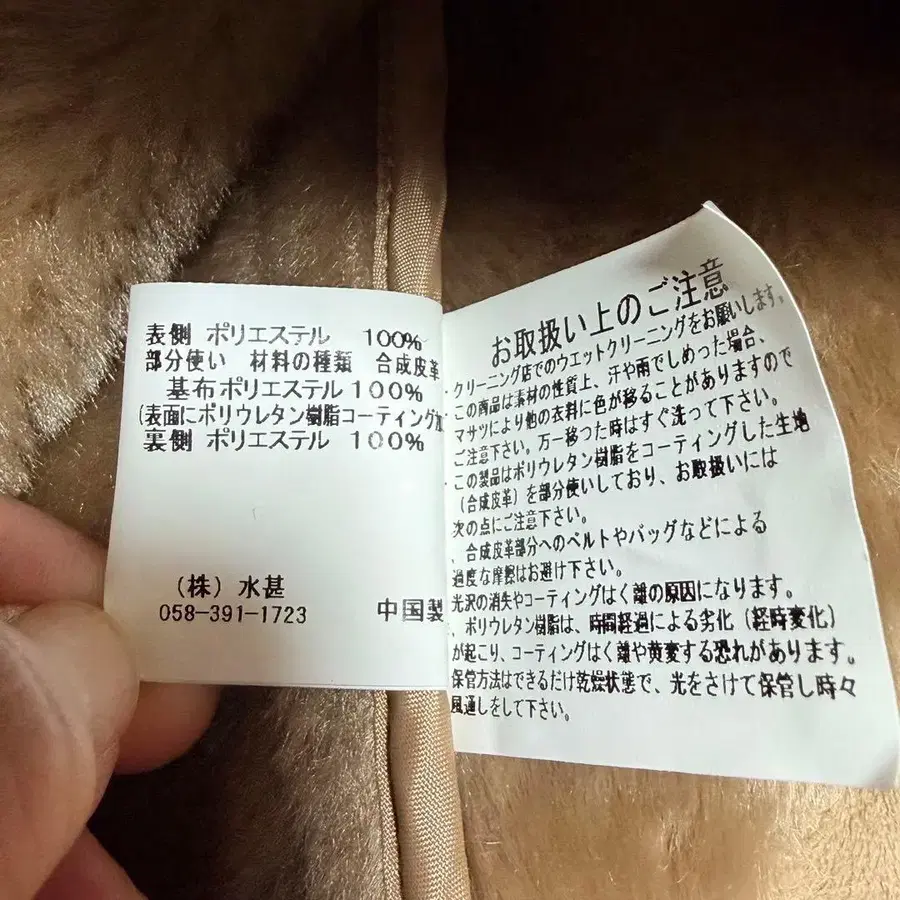 表側 ポリエステル 100%
部分使い 材料の種類 合成皮革
基布ポリエステル100%
(表面にポリウレタン樹脂コーティング加
裏側 ポリエステル 100%
(株) 水甚
058-391-1723 中国製
お取扱い上のご注意
・クリーニング店でのウエットクリーニングをお願いします。
・この商品は素材の性質上、汗や雨でしめった場合、
マサツにより他の衣料に色が移ることがありますので
ご注意下さい。万一移つた時はすぐ洗って下さい。
・この製品はポリウレタン樹脂をコーティングした生地
(合成皮革)を部分使いしており、お取扱いには
次の点にご注意下さい。
、合成皮革部分へのベルトやバッグなどによる
過度な摩擦はお避け下さい。
光沢の消失やコーティングはく離の原因になります。
、ポリウレタン樹脂は、時間経過による劣化(経時変化)
が起こり、コーティングはく離や黄変する恐れがあります。
保管方法はできるだけ乾燥状態で、光をさけて保管し時々
風通しをして下さい。